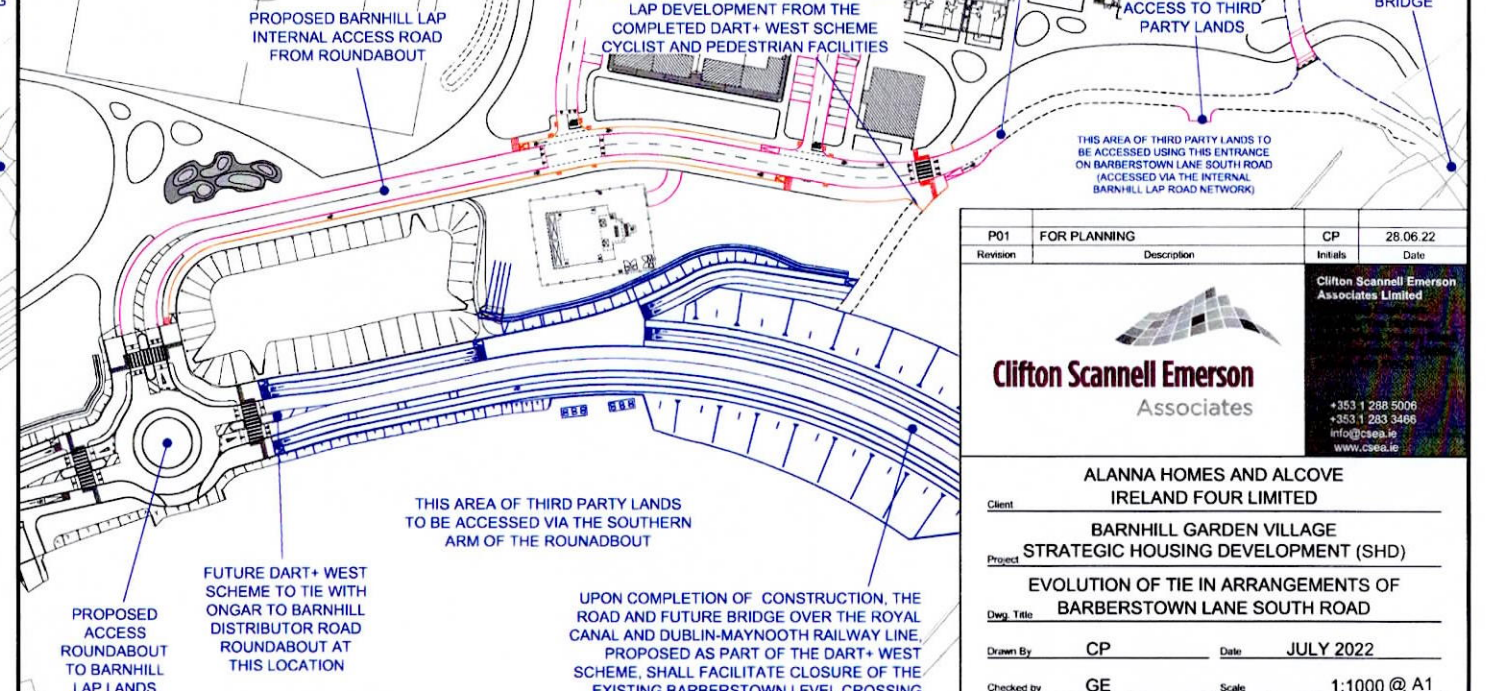 PROPOSED BARNHILL LAP
INTERNAL ACCESS ROAD
FROM ROUNDABOUT
LAP DEVELOPMENT FROM THE
COMPLETED DART+ WEST SCHEME
CYCLIST AND PEDESTRIAN FACILITIES
ACCESS TO THIRD
PARTY LANDS
BRIDGE
THIS AREA OF THIRD PARTY LANDS TO
BE ACCESSED USING THIS ENTRANCE
ON BARBERSTOWN LANE SOUTH ROAD
(ACCESSED VIA THE INTERNAL
BARNHILL LAP ROAD NETWORK)
P01 FOR PLANNING CP 28.06.22
Revision Description Initials Date
Clifton Scannell Emerson
Associates Limited
Clifton Scannell Emerson
Associates
+353 1 288 5006
+353 1 283 3466
info@csea.ie
www.csea.ie
Client ALANNA HOMES AND ALCOVE
IRELAND FOUR LIMITED
Project BARNHILL GARDEN VILLAGE
STRATEGIC HOUSING DEVELOPMENT (SHD)
Dwg. Title EVOLUTION OF TIE IN ARRANGEMENTS OF
BARBERSTOWN LANE SOUTH ROAD
Drawn By CP Date JULY 2022
Checked by GE Scale 1:1000 @ A1
THIS AREA OF THIRD PARTY LANDS
TO BE ACCESSED VIA THE SOUTHERN
ARM OF THE ROUNADBOUT
FUTURE DART+ WEST
SCHEME TO TIE WITH
ONGAR TO BARNHILL
DISTRIBUTOR ROAD
ROUNDABOUT AT
THIS LOCATION
PROPOSED
ACCESS
ROUNDABOUT
TO BARNHILL
LAP LANDS
UPON COMPLETION OF CONSTRUCTION, THE
ROAD AND FUTURE BRIDGE OVER THE ROYAL
CANAL AND DUBLIN-MAYNOOTH RAILWAY LINE,
PROPOSED AS PART OF THE DART+ WEST
SCHEME, SHALL FACILITATE CLOSURE OF THE
EXISTING BARBERSTOWN LEVEL CROSSING